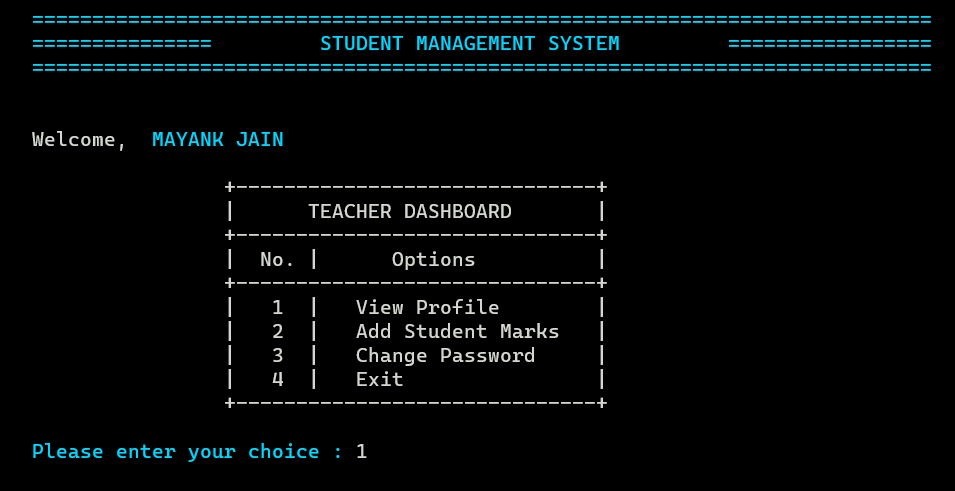 ===========================================================================
===============         STUDENT MANAGEMENT SYSTEM         =================
===========================================================================
Welcome,  MAYANK JAIN
+------------------------------+
|      TEACHER DASHBOARD       |
+------------------------------+
|  No. |      Options          |
+------------------------------+
|   1  |   View Profile        |
|   2  |   Add Student Marks   |
|   3  |   Change Password     |
|   4  |   Exit                |
+------------------------------+
Please enter your choice : 1